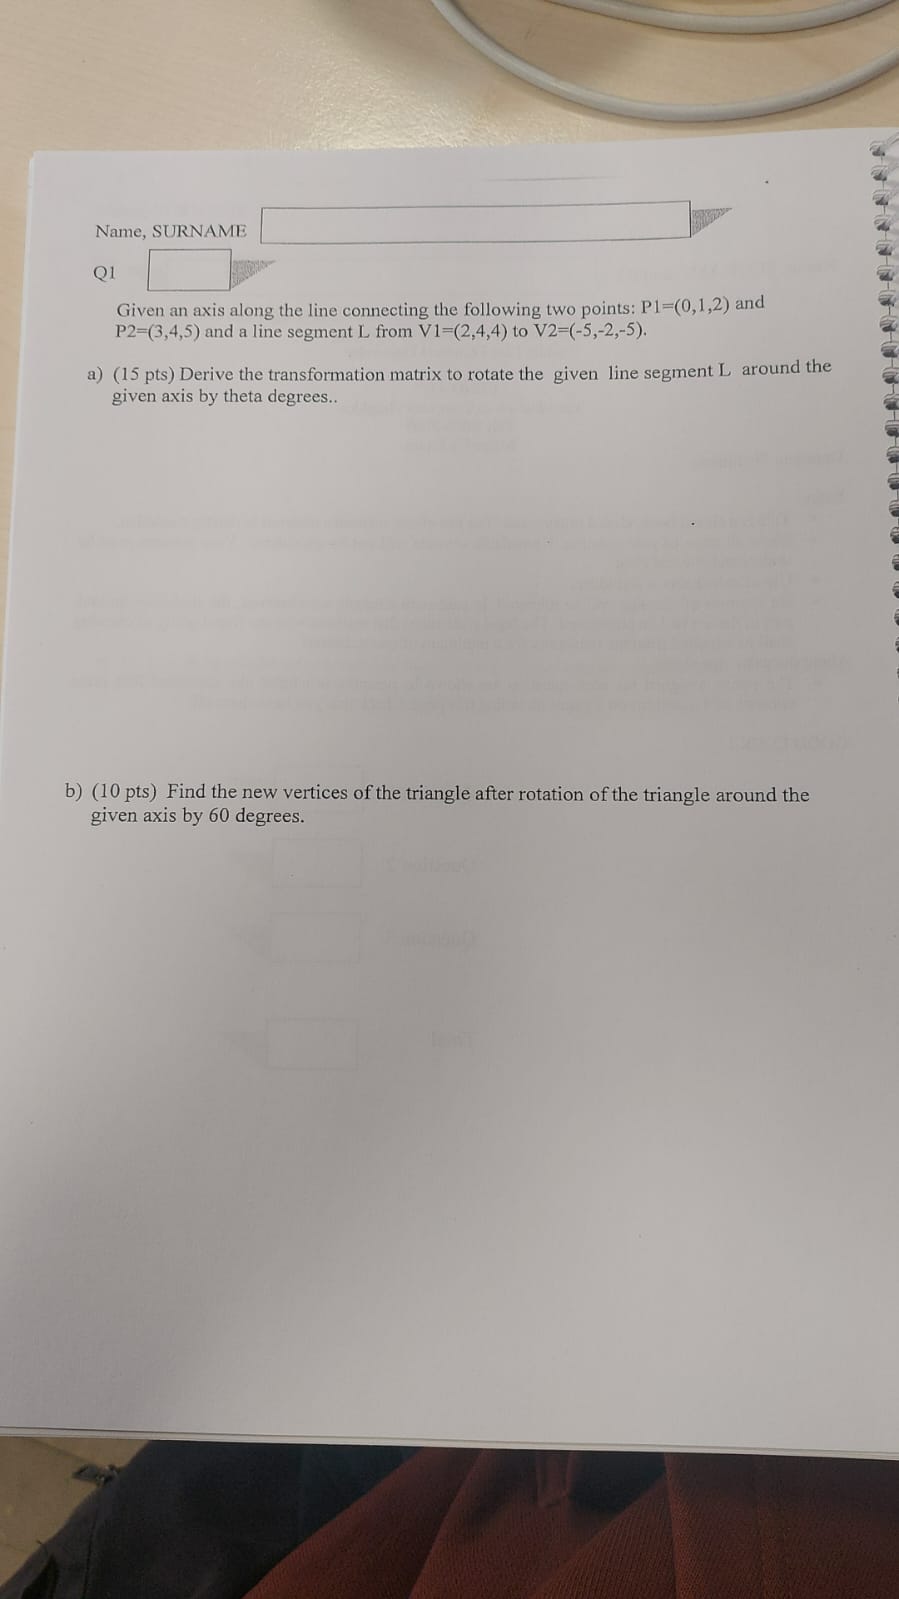 Name, SURNAME
Q1
Given an axis along the line connecting the following two points: P1=(0,1,2) and
P2=(3,4,5) and a line segment L from V1=(2,4,4) to V2=(-5,-2,-5).
a) (15 pts) Derive the transformation matrix to rotate the given line segment L around the
given axis by theta degrees..
b) (10 pts) Find the new vertices of the triangle after rotation of the triangle around the
given axis by 60 degrees.